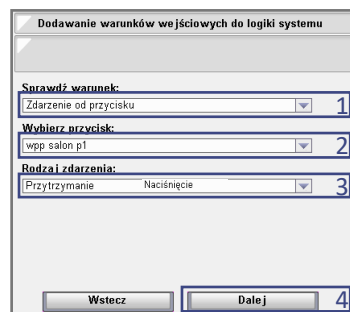 Dodawanie warunków wejściowych do logiki systemu
Sprawdź warunek:
Zdarzenie od przycisku 1
Wybierz przycisk:
wpp salon p1 2
Rodzaj zdarzenia:
Przytrzymanie Naciśnięcie 3
Wstecz Dalej 4